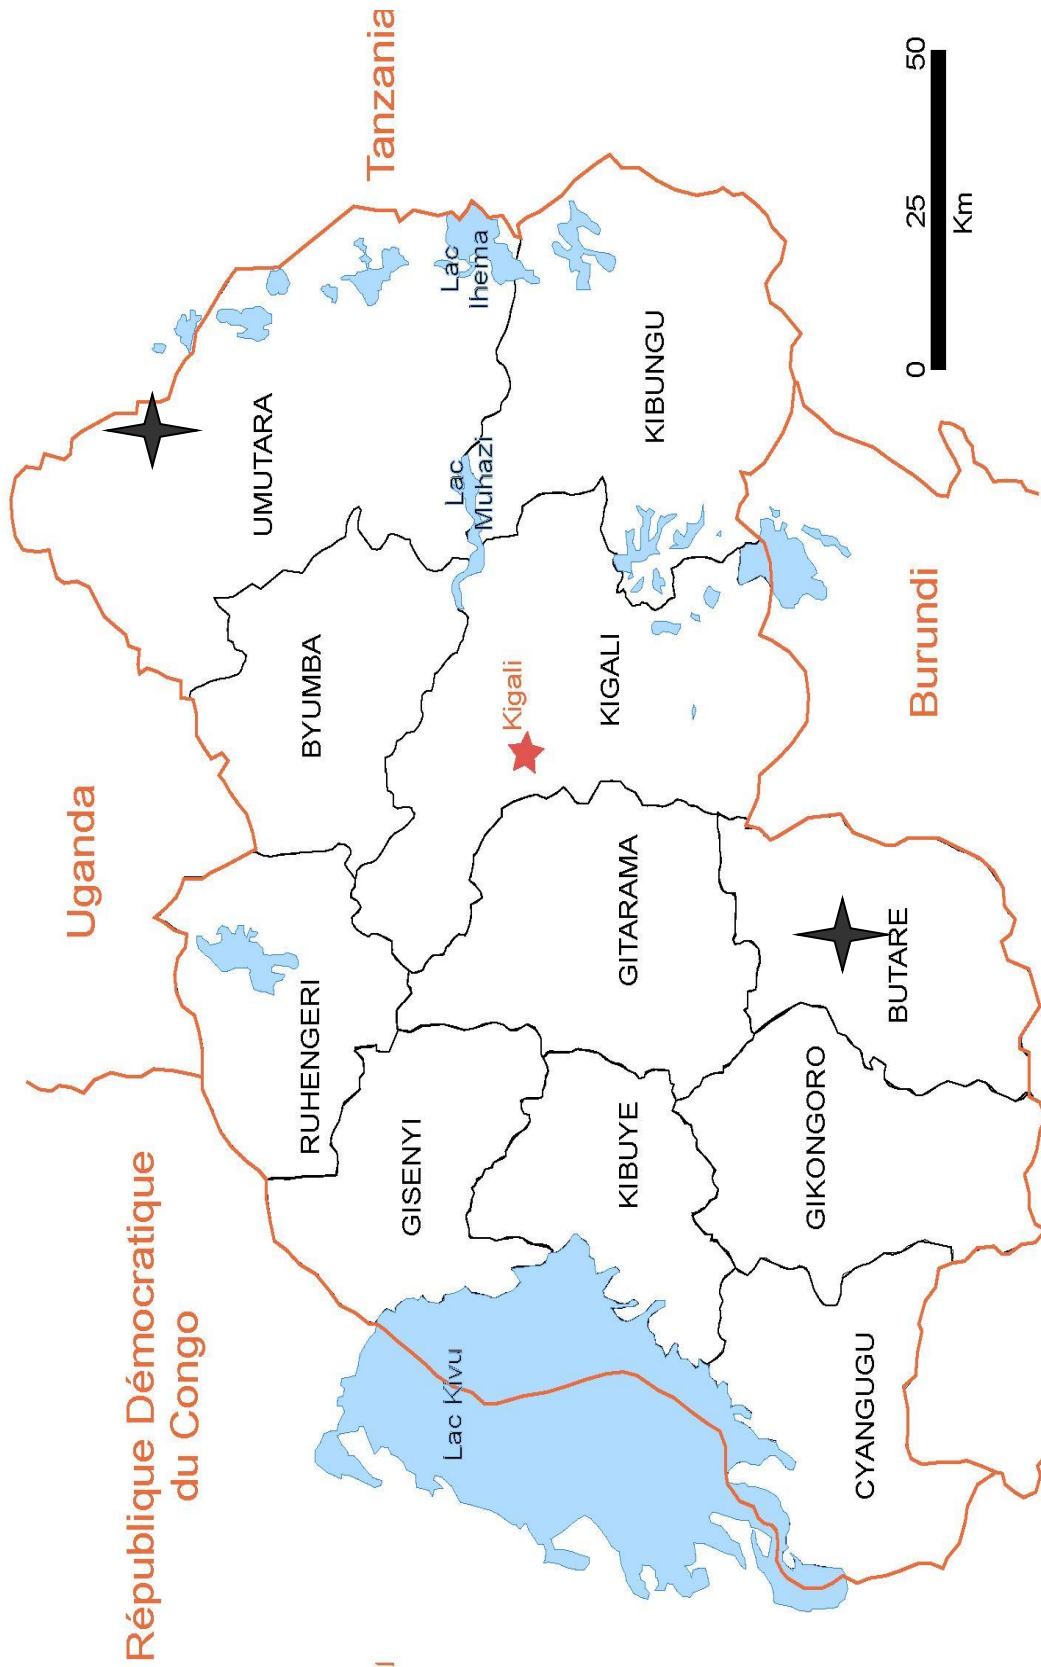 République Démocratique
du Congo
Uganda
Tanzania
RUHENGERI
BYUMBA
UMUTARA
GISENYI
Lac Kivu
Lac
Muhazi
Lac
Ihema
Kigali
KIBUYE
GITARAMA
KIGALI
KIBUNGU
GIKONGORO
CYANGUGU
BUTARE
Burundi
0 25 50
Km